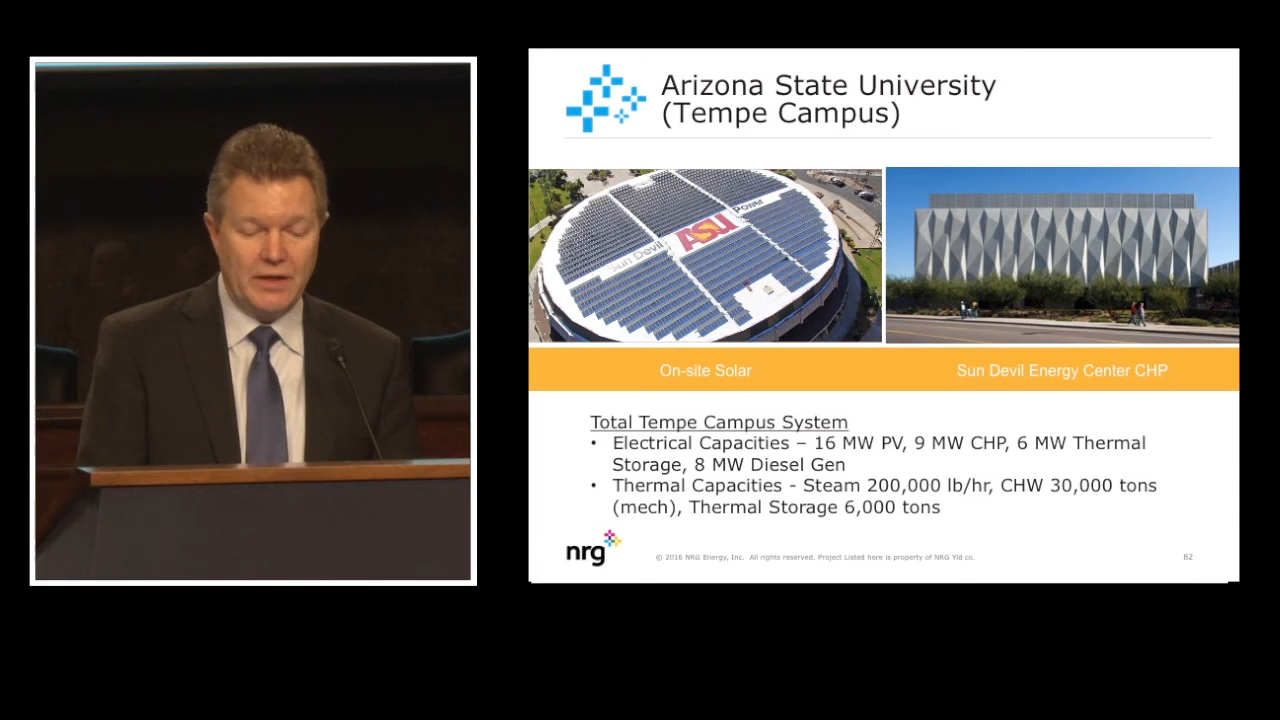 Arizona State University
(Tempe Campus)
Sun Devil
ASU
Power
On-site Solar
Sun Devil Energy Center CHP
Total Tempe Campus System
• Electrical Capacities – 16 MW PV, 9 MW CHP, 6 MW Thermal
Storage, 8 MW Diesel Gen
• Thermal Capacities - Steam 200,000 lb/hr, CHW 30,000 tons
(mech), Thermal Storage 6,000 tons
nrg
© 2016 NRG Energy, Inc. All rights reserved. Project Listed here is property of NRG Yld co.
82